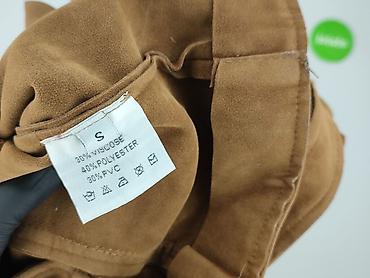 S
30% VISCOSE
40% POLYESTER
30% PVC